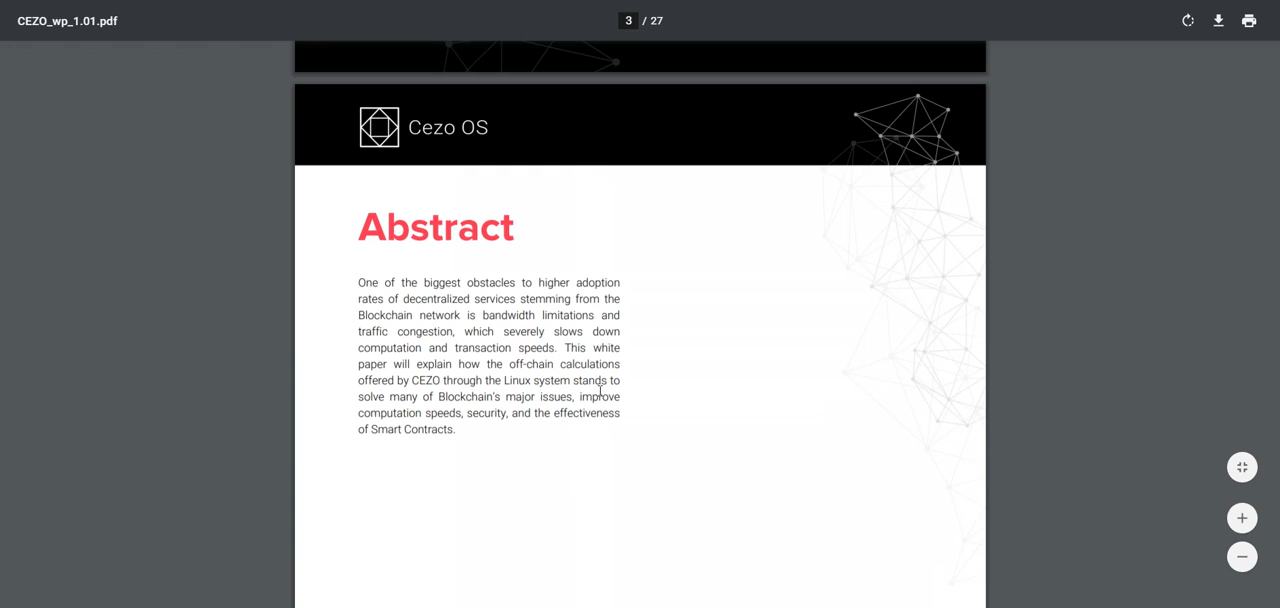 CEZO_wp_1.01.pdf
3 / 27
Cezo OS
Abstract
One of the biggest obstacles to higher adoption
rates of decentralized services stemming from the
Blockchain network is bandwidth limitations and
traffic congestion, which severely slows down
computation and transaction speeds. This white
paper will explain how the off-chain calculations
offered by CEZO through the Linux system stands to
solve many of Blockchain's major issues, improve
computation speeds, security, and the effectiveness
of Smart Contracts.